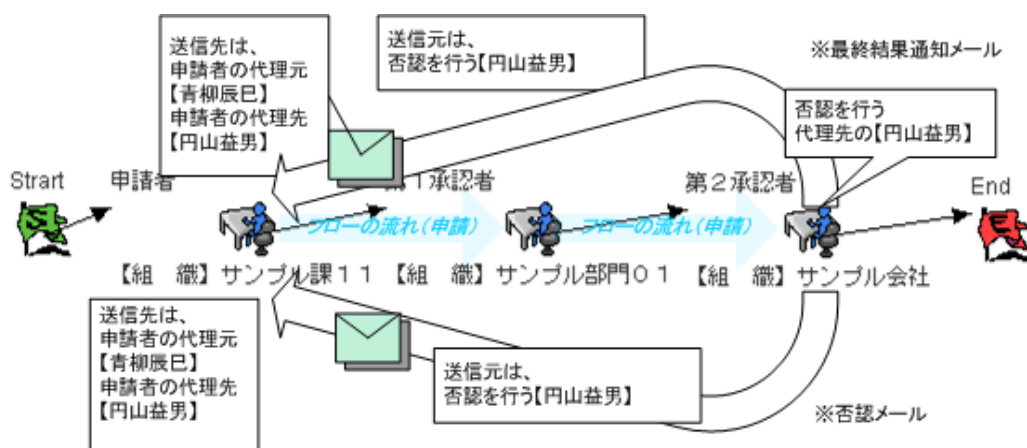 送信先は、
申請者の代理元
【青柳辰巳】
申請者の代理先
【円山益男】
送信元は、
否認を行う【円山益男】
※最終結果通知メール
否認を行う
代理先の【円山益男】
Strart
申請者
第1承認者
第2承認者
End
フローの流れ(申請)
フローの流れ(申請)
【組　織】サンプル課11
【組　織】サンプル部門01
【組　織】サンプル会社
送信先は、
申請者の代理元
【青柳辰巳】
申請者の代理先
【円山益男】
送信元は、
否認を行う【円山益男】
※否認メール